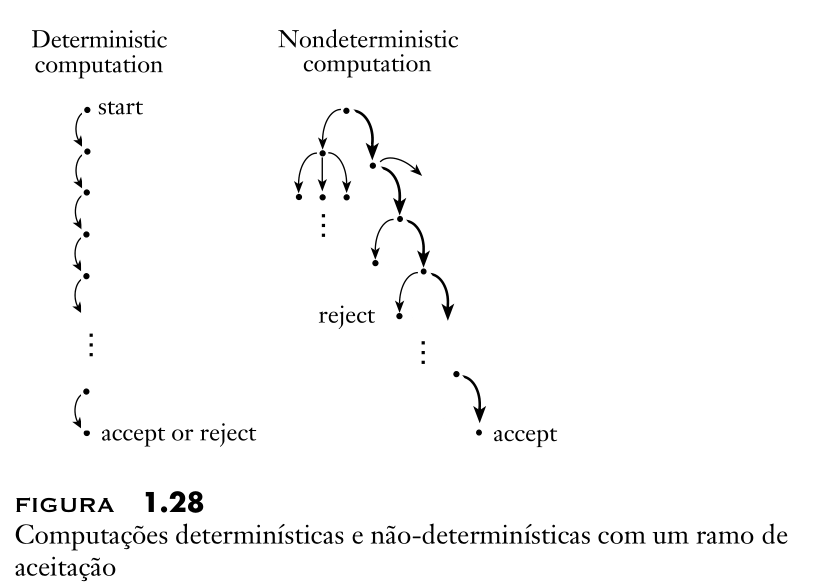 Deterministic
computation
Nondeterministic
computation
start
reject
accept or reject
accept
FIGURA 1.28
Computações determinísticas e não-determinísticas com um ramo de
aceitação